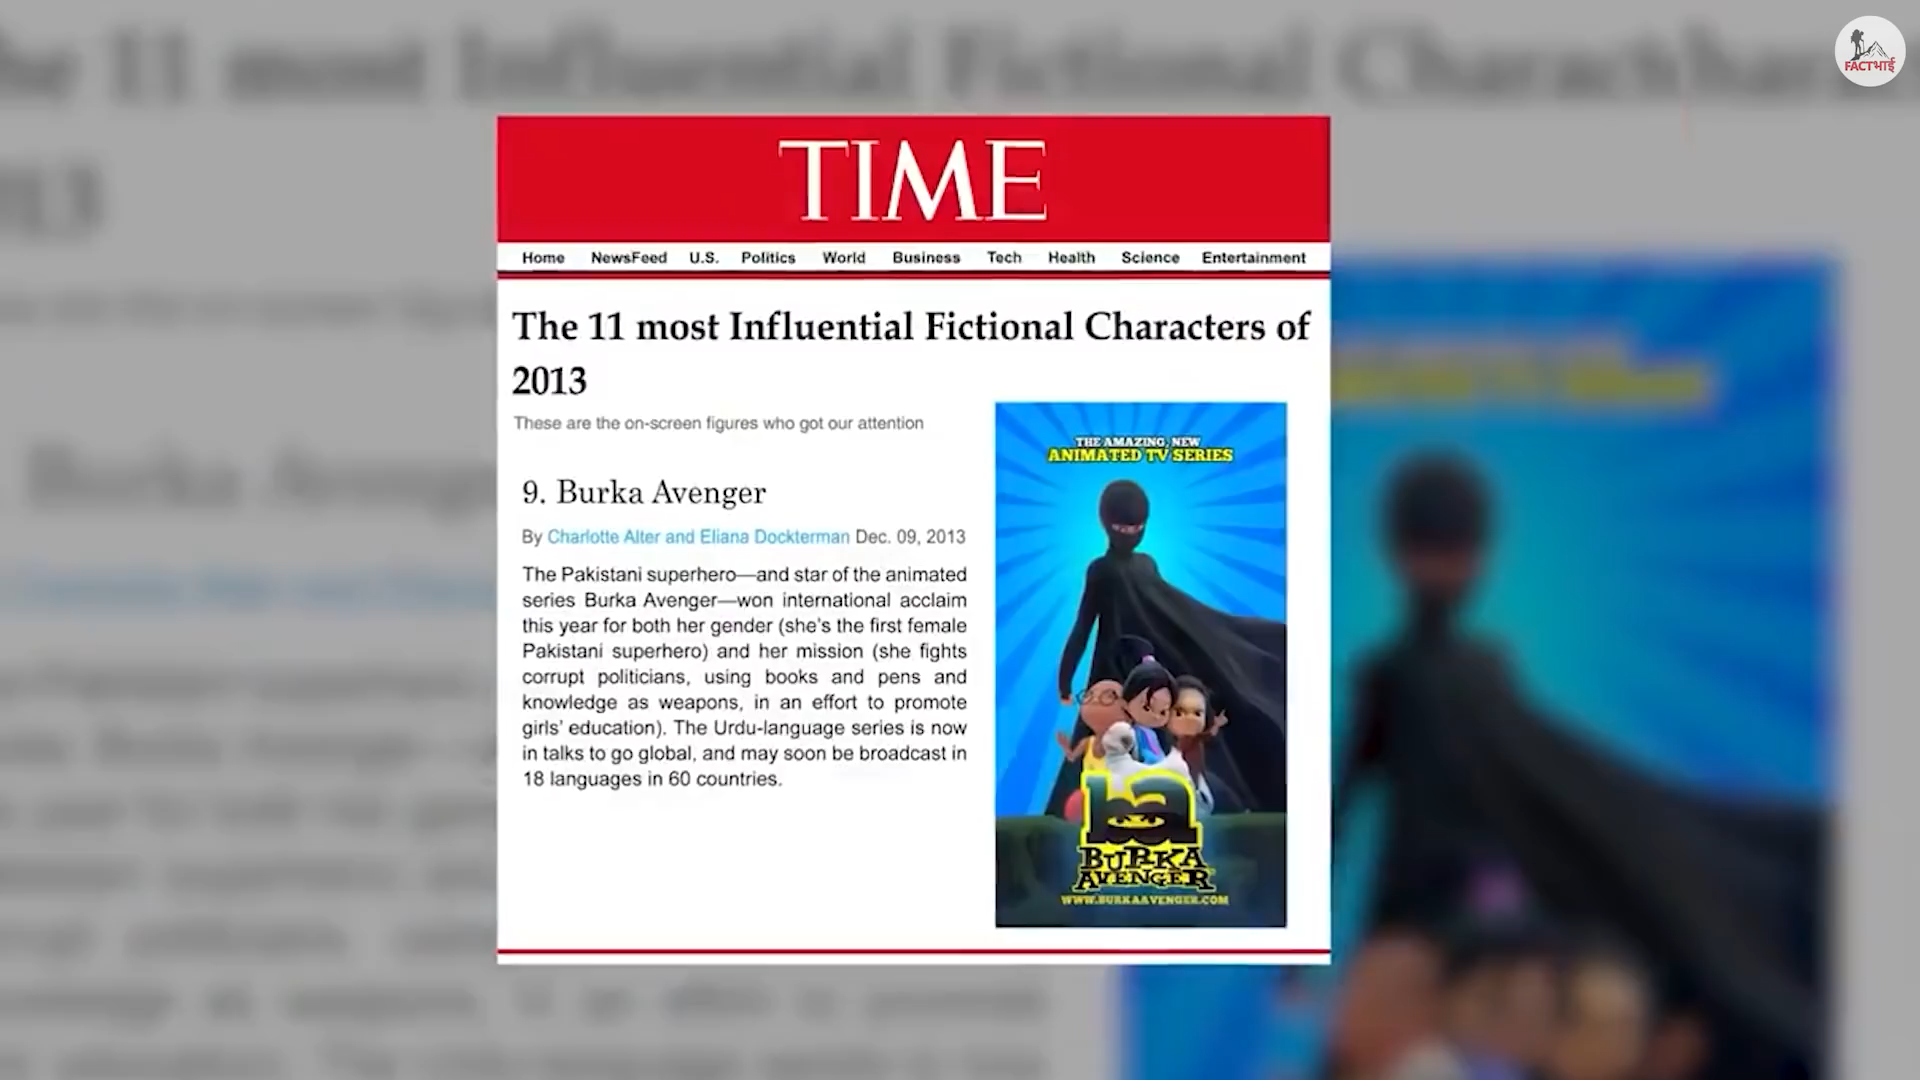 FACTभाई
TIME
Home NewsFeed U.S. Politics World Business Tech Health Science Entertainment
The 11 most Influential Fictional Characters of
2013
These are the on-screen figures who got our attention
9. Burka Avenger
By Charlotte Alter and Eliana Dockterman Dec. 09, 2013
The Pakistani superhero—and star of the animated
series Burka Avenger—won international acclaim
this year for both her gender (she's the first female
Pakistani superhero) and her mission (she fights
corrupt politicians, using books and pens and
knowledge as weapons, in an effort to promote
girls' education). The Urdu-language series is now
in talks to go global, and may soon be broadcast in
18 languages in 60 countries.
THE AMAZING, NEW
ANIMATED TV SERIES
ba
BURKA
AVENGER
WWW.BURKAAVENGER.COM